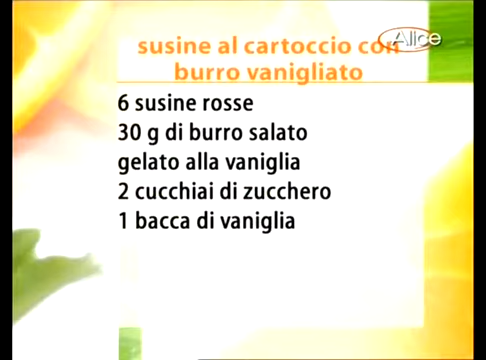 Alice
susine al cartoccio con
burro vanigliato
6 susine rosse
30 g di burro salato
gelato alla vaniglia
2 cucchiai di zucchero
1 bacca di vaniglia